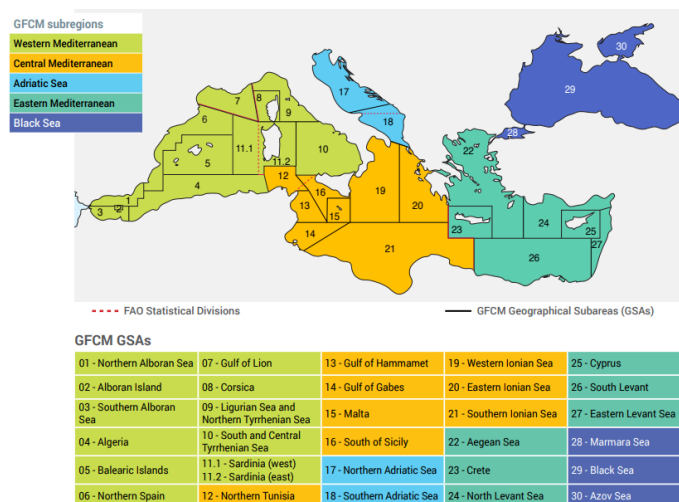 GFCM subregions
Western Mediterranean
Central Mediterranean
Adriatic Sea
Eastern Mediterranean
Black Sea
30
29
28
17
18
7
8
9
6
5
11.1
11.2
10
4
1
2
3
12
16
13
15
14
19
20
21
22
23
24
25
26
27
FAO Statistical Divisions
GFCM Geographical Subareas (GSAs)
GFCM GSAs
01 - Northern Alboran Sea
02 - Alboran Island
03 - Southern Alboran
Sea
04 - Algeria
05 - Balearic Islands
06 - Northern Spain
07 - Gulf of Lion
08 - Corsica
09 - Ligurian Sea and
Northern Tyrrhenian Sea
10 - South and Central
Tyrrhenian Sea
11.1 - Sardinia (west)
11.2 - Sardinia (east)
12 - Northern Tunisia
13 - Gulf of Hammamet
14 - Gulf of Gabes
15 - Malta
16 - South of Sicily
17 - Northern Adriatic Sea
18 - Southern Adriatic Sea
19 - Western Ionian Sea
20 - Eastern Ionian Sea
21 - Southern Ionian Sea
22 - Aegean Sea
23 - Crete
24 - North Levant Sea
25 - Cyprus
26 - South Levant
27 - Eastern Levant Sea
28 - Marmara Sea
29 - Black Sea
30 - Azov Sea